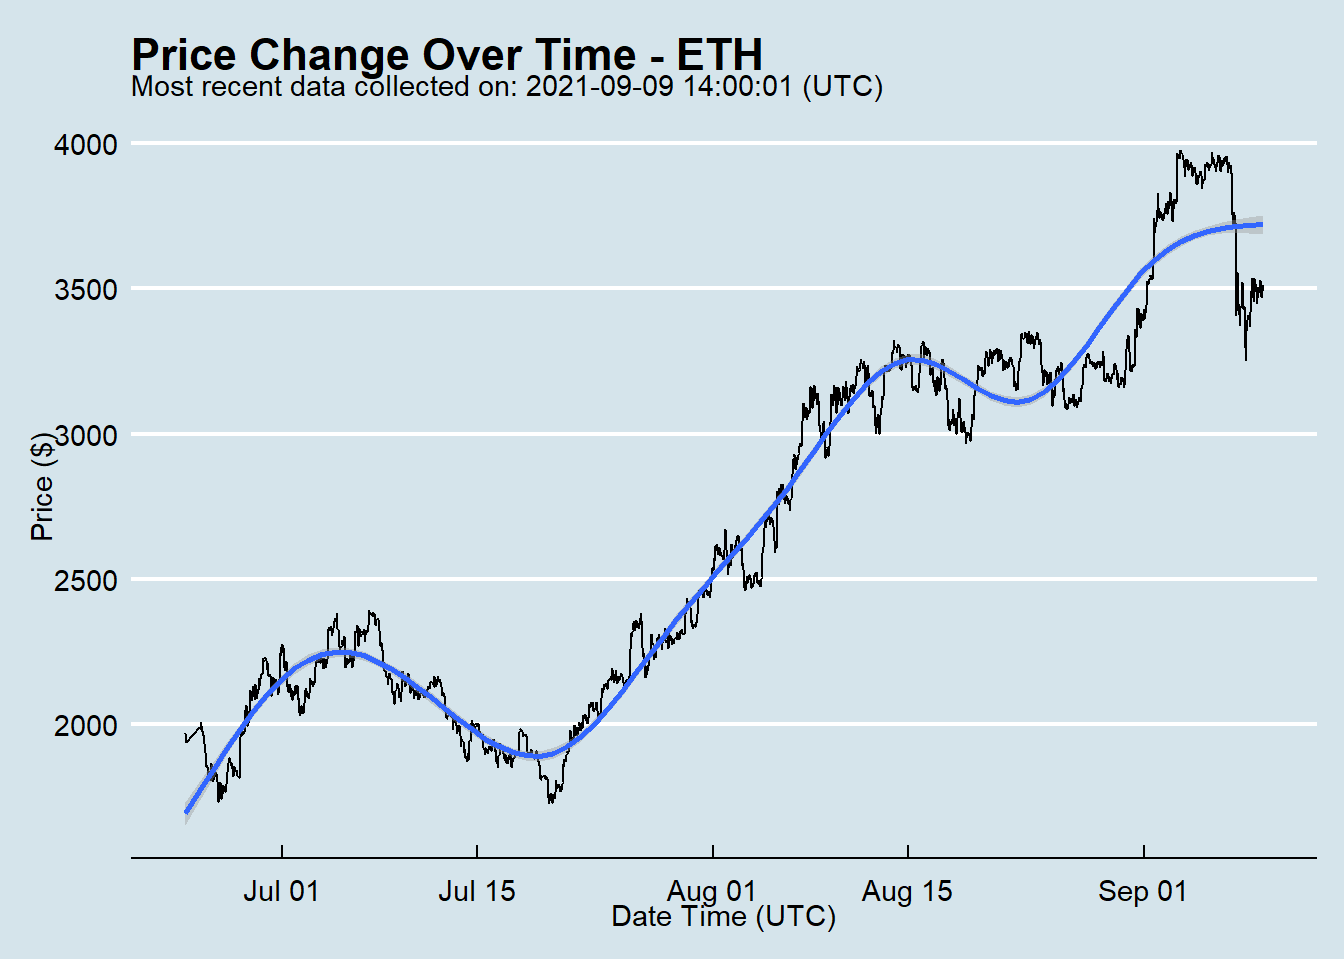 Price Change Over Time - ETH
Most recent data collected on: 2021-09-09 14:00:01 (UTC)
4000
3500
3000
2500
2000
Price ($)
Jul 01
Jul 15
Aug 01
Aug 15
Sep 01
Date Time (UTC)